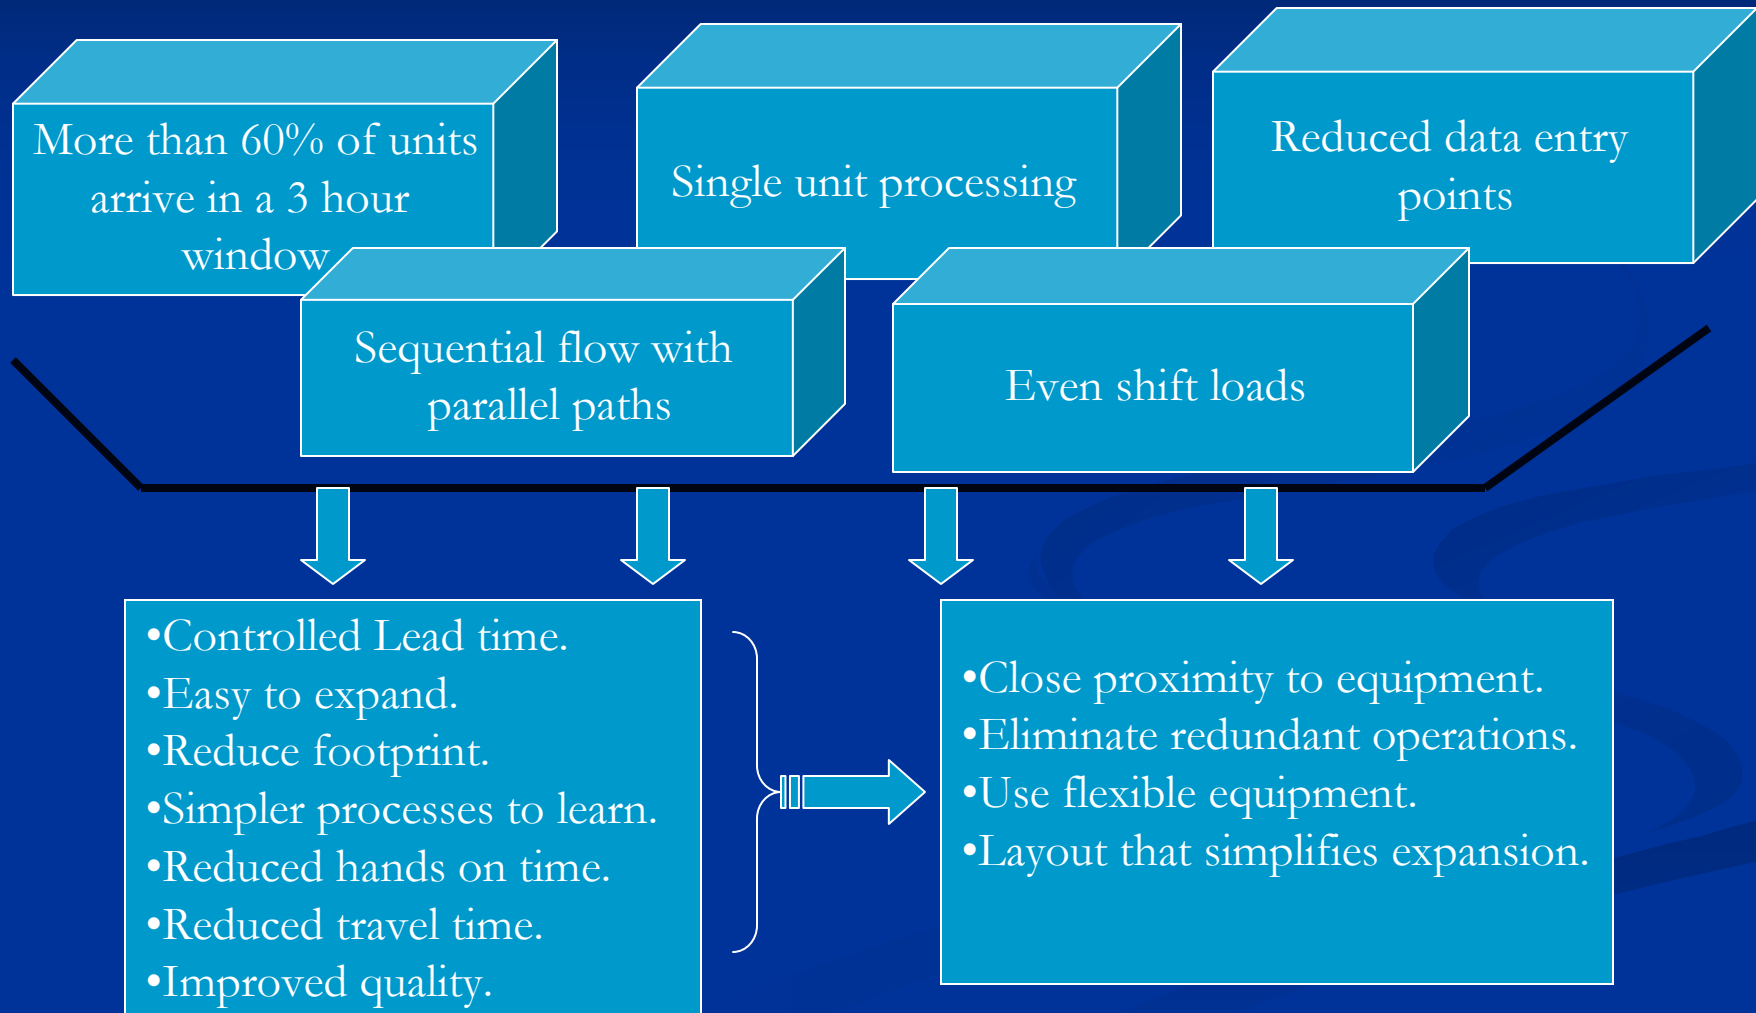 More than 60% of units
arrive in a 3 hour
window
Single unit processing
Reduced data entry
points
Sequential flow with
parallel paths
Even shift loads
•Controlled Lead time.
•Easy to expand.
•Reduce footprint.
•Simpler processes to learn.
•Reduced hands on time.
•Reduced travel time.
•Improved quality.
•Close proximity to equipment.
•Eliminate redundant operations.
•Use flexible equipment.
•Layout that simplifies expansion.